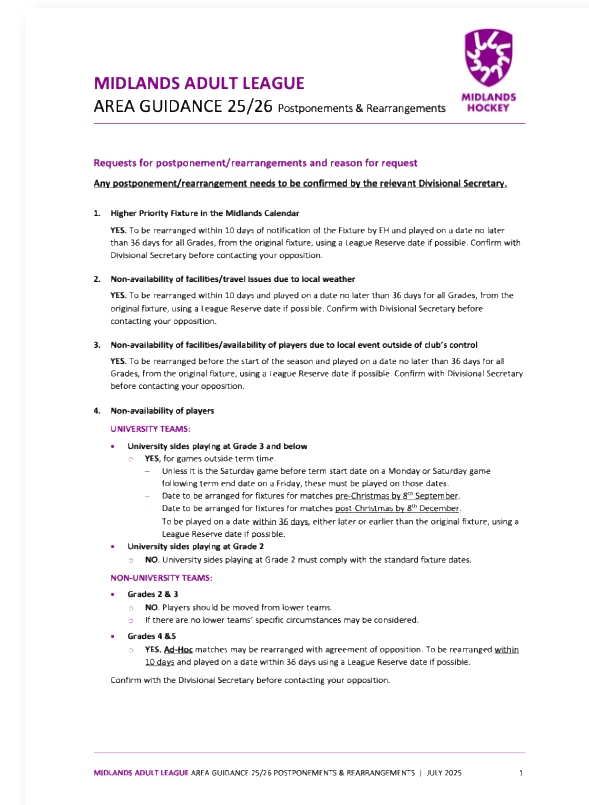 MIDLANDS ADULT LEAGUE
AREA GUIDANCE 25/26 Postponements & Rearrangements
MIDLANDS
HOCKEY
Requests for postponement/rearrangements and reason for request
Any postponement/rearrangement needs to be confirmed by the relevant Divisional Secretary.
1. Higher Priority Fixture in the Midlands Calendar
YES. To be rearranged within 10 days of notification of the Fixture by EH and played on a date no later
than 36 days for all Grades, from the original fixture, using a League Reserve date if possible. Confirm with
Divisional Secretary before contacting your opposition.
2. Non-availability of facilities/travel issues due to local weather
YES. To be rearranged within 10 days and played on a date no later than 36 days for all Grades, from the
original fixture, using a League Reserve date if possible. Confirm with Divisional Secretary before
contacting your opposition.
3. Non-availability of facilities/availability of players due to local event outside of club's control
YES. To be rearranged before the start of the season and played on a date no later than 36 days for all
Grades, from the original fixture, using a League Reserve date if possible. Confirm with Divisional Secretary
before contacting your opposition.
4. Non-availability of players
UNIVERSITY TEAMS:
• University sides playing at Grade 3 and below
○ YES, for games outside term time.
– Unless it is the Saturday game before term start date on a Monday or Saturday game
following term end date on a Friday, these must be played on those dates.
– Date to be arranged for fixtures for matches pre-Christmas by 8th September.
Date to be arranged for fixtures for matches post Christmas by 8th December.
To be played on a date within 36 days, either later or earlier than the original fixture, using a
League Reserve date if possible.
• University sides playing at Grade 2
○ NO. University sides playing at Grade 2 must comply with the standard fixture dates.
NON-UNIVERSITY TEAMS:
• Grades 2 & 3
○ NO. Players should be moved from lower teams.
○ If there are no lower teams' specific circumstances may be considered.
• Grades 4 &5
○ YES. Ad-Hoc matches may be rearranged with agreement of opposition. To be rearranged within
10 days and played on a date within 36 days using a League Reserve date if possible.
Confirm with the Divisional Secretary before contacting your opposition.
MIDLANDS ADULT LEAGUE AREA GUIDANCE 25/26 POSTPONEMENTS & REARRANGEMENTS | JULY 2025 1